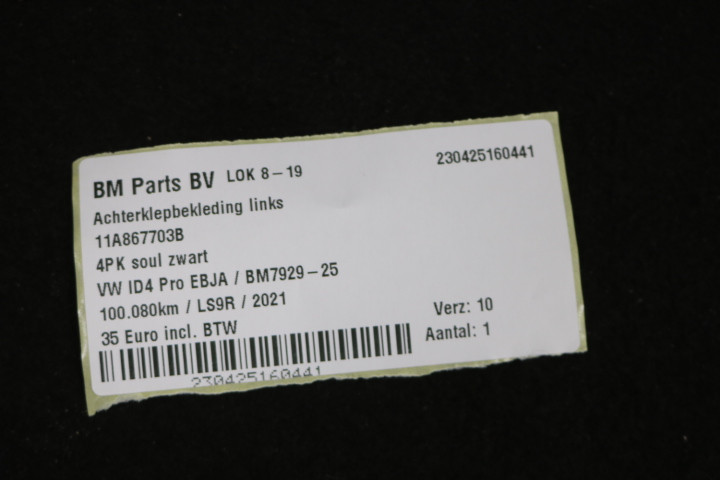 BM Parts BV LOK 8-19 230425160441
Achterklepbekleding links
11A867703B
4PK soul zwart
VW ID4 Pro EBJA / BM7929-25
100.080km / LS9R / 2021
Verz: 10
35 Euro incl. BTW
Aantal: 1
230425160441